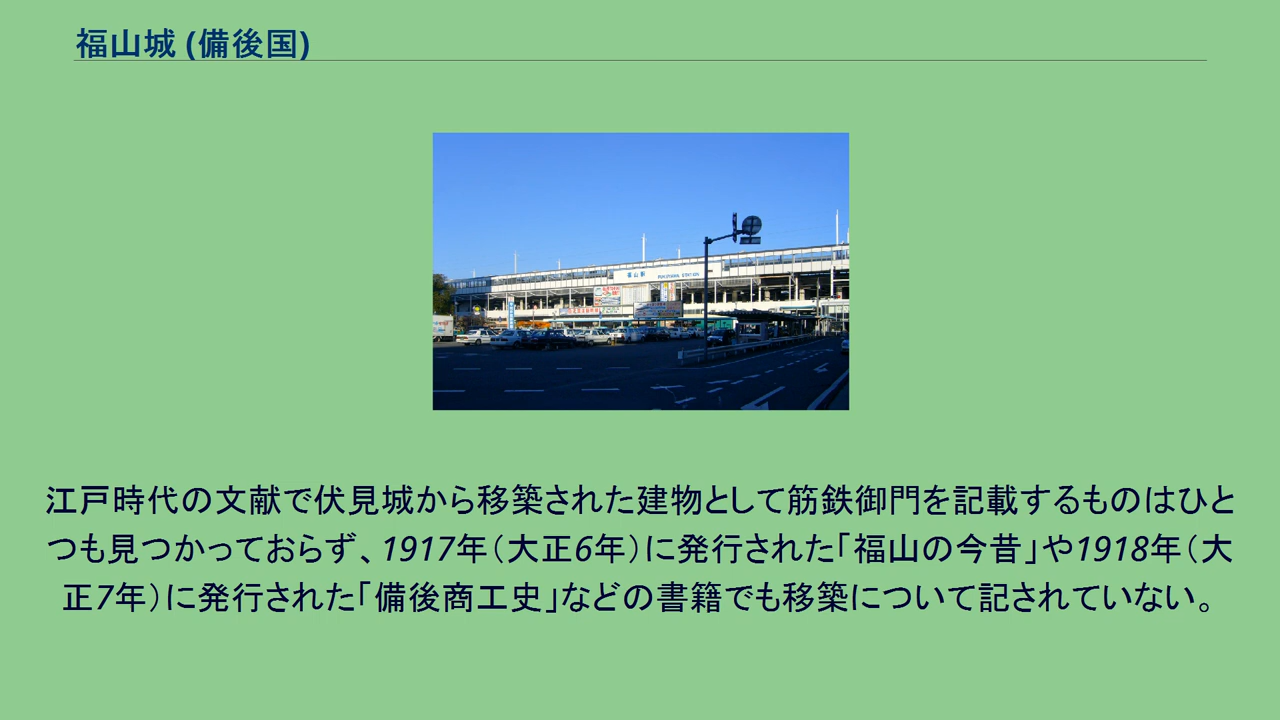 福山城 (備後国)
福山駅 FUKUYAMA STATION
江戸時代の文献で伏見城から移築された建物として筋鉄御門を記載するものはひと
つも見つかっておらず、1917年（大正6年）に発行された「福山の今昔」や1918年（大
正7年）に発行された「備後商工史」などの書籍でも移築について記されていない。